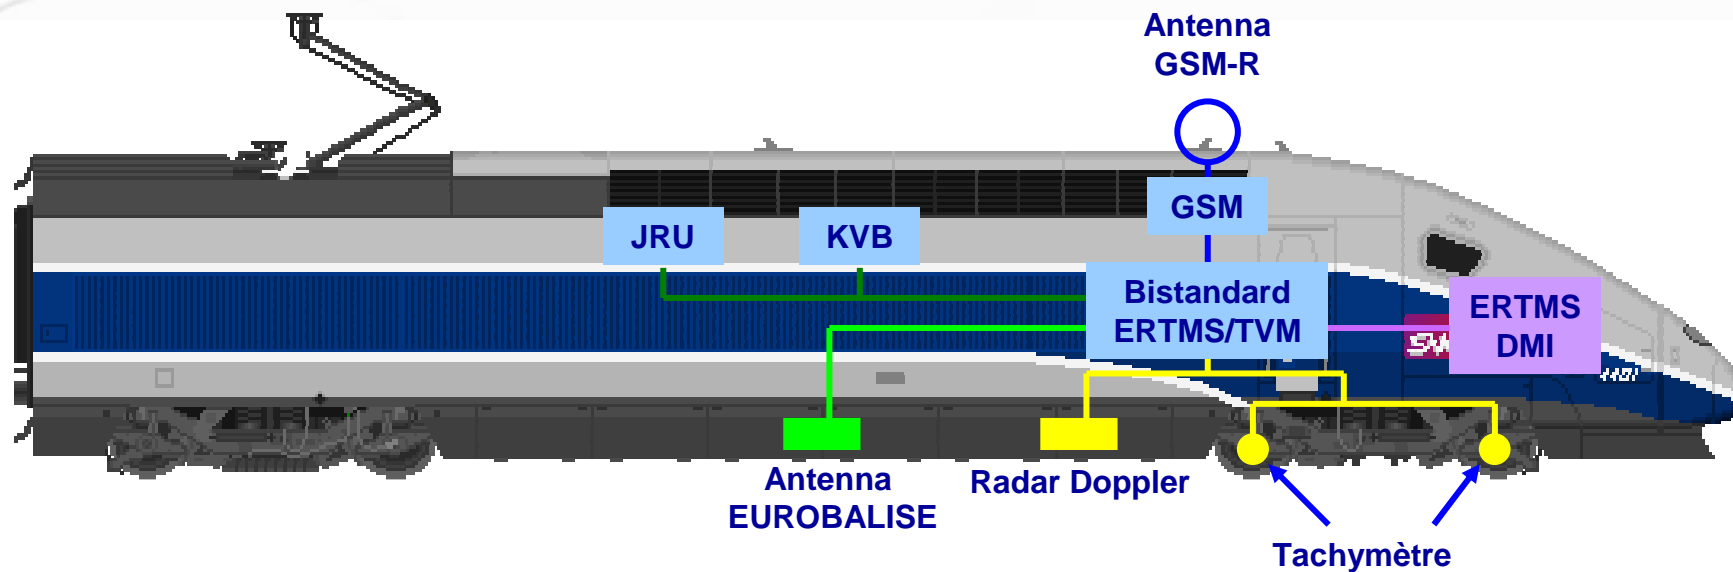 Antenna
GSM-R
GSM
JRU
KVB
Bistandard
ERTMS/TVM
ERTMS
DMI
Antenna
EUROBALISE
Radar Doppler
Tachymètre